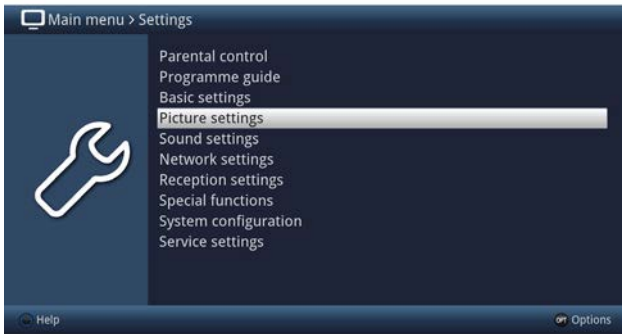 Main menu > Settings
Parental control
Programme guide
Basic settings
Picture settings
Sound settings
Network settings
Reception settings
Special functions
System configuration
Service settings
Help
OPT Options